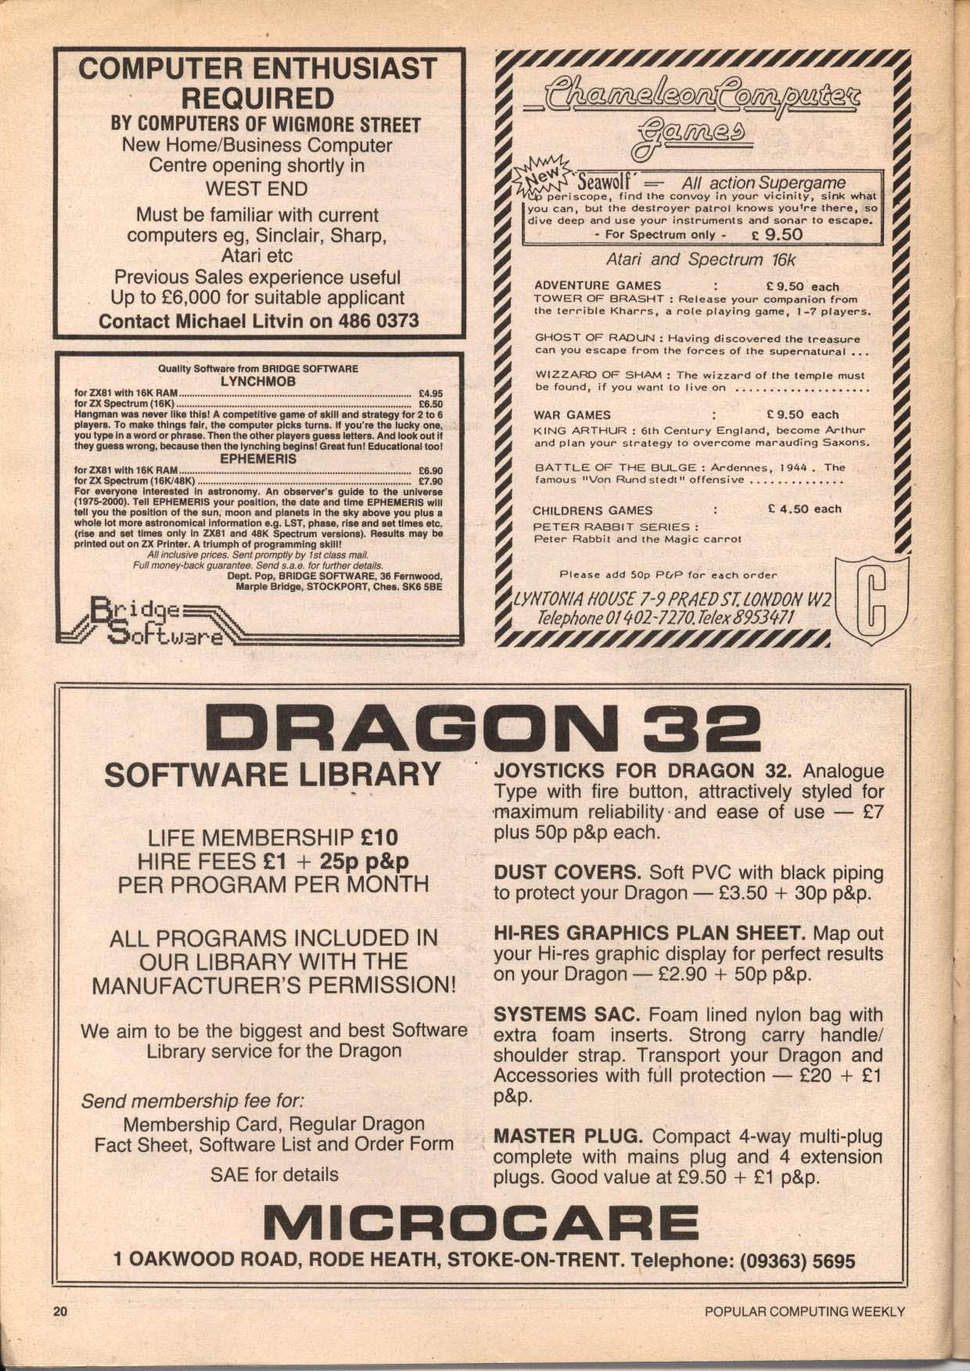 COMPUTER ENTHUSIAST
REQUIRED
BY COMPUTERS OF WIGMORE STREET
New Home/Business Computer
Centre opening shortly in
WEST END
Must be familiar with current
computers eg, Sinclair, Sharp,
Atari etc
Previous Sales experience useful
Up to £6,000 for suitable applicant
Contact Michael Litvin on 486 0373
Quality Software from BRIDGE SOFTWARE
LYNCHMOB
for ZX81 with 16K RAM........ £4.95
for ZX Spectrum (16K)........ £6.50
Hangman was never like this! A competitive game of skill and strategy for 2 to 6
players. To make things fair, the computer picks turns. If you're the lucky one,
you type in a word or phrase. Then the other players guess letters. And look out if
they guess wrong, because then the lynching begins! Great fun! Educational too!
EPHEMERIS
for ZX81 with 16K RAM........ £6.90
for ZX Spectrum (16K/48K)........ £7.90
For everyone interested in astronomy. An observer's guide to the universe
(1975-2000). Tell EPHEMERIS your position, the date and time EPHEMERIS will
tell you the position of the sun, moon and planets in the sky above you plus a
whole lot more astronomical information e.g. LST, phase, rise and set times etc.
(rise and set times only in ZX81 and 48K Spectrum versions). Results may be
printed out on ZX Printer. A triumph of programming skill!
All inclusive prices. Sent promptly by 1st class mail.
Full money-back guarantee. Send s.a.e. for further details.
Dept. Pop, BRIDGE SOFTWARE, 36 Fernwood,
Marple Bridge, STOCKPORT, Ches. SK6 5BE
Bridge
Software
Chameleon Computer
Games
New 'Seawolf' — All action Supergame
Up periscope, find the convoy in your vicinity, sink what
you can, but the destroyer patrol knows you're there, so
dive deep and use your instruments and sonar to escape.
- For Spectrum only - £ 9.50
Atari and Spectrum 16k
ADVENTURE GAMES : £ 9.50 each
TOWER OF BRASHT : Release your companion from
the terrible Kharrs, a role playing game, 1-7 players.
GHOST OF RADUN : Having discovered the treasure
can you escape from the forces of the supernatural ...
WIZZARD OF SHAM : The wizard of the temple must
be found, if you want to live on ....................
WAR GAMES : £ 9.50 each
KING ARTHUR : 6th Century England, become Arthur
and plan your strategy to overcome marauding Saxons.
BATTLE OF THE BULGE : Ardennes, 1944 . The
famous "Von Rundstedt" offensive ..............
CHILDRENS GAMES : £ 4.50 each
PETER RABBIT SERIES :
Peter Rabbit and the Magic carrot
Please add 50p P&P for each order
LYNTONIA HOUSE 7-9 PRAED ST, LONDON W2
Telephone 01 402-7270. Telex 8953471
C
DRAGON 32
SOFTWARE LIBRARY
LIFE MEMBERSHIP £10
HIRE FEES £1 + 25p p&p
PER PROGRAM PER MONTH
ALL PROGRAMS INCLUDED IN
OUR LIBRARY WITH THE
MANUFACTURER'S PERMISSION!
We aim to be the biggest and best Software
Library service for the Dragon
Send membership fee for:
Membership Card, Regular Dragon
Fact Sheet, Software List and Order Form
SAE for details
JOYSTICKS FOR DRAGON 32. Analogue
Type with fire button, attractively styled for
maximum reliability and ease of use — £7
plus 50p p&p each.
DUST COVERS. Soft PVC with black piping
to protect your Dragon — £3.50 + 30p p&p.
HI-RES GRAPHICS PLAN SHEET. Map out
your Hi-res graphic display for perfect results
on your Dragon — £2.90 + 50p p&p.
SYSTEMS SAC. Foam lined nylon bag with
extra foam inserts. Strong carry handle/
shoulder strap. Transport your Dragon and
Accessories with full protection — £20 + £1
p&p.
MASTER PLUG. Compact 4-way multi-plug
complete with mains plug and 4 extension
plugs. Good value at £9.50 + £1 p&p.
MICROCARE
1 OAKWOOD ROAD, RODE HEATH, STOKE-ON-TRENT. Telephone: (09363) 5695
20
POPULAR COMPUTING WEEKLY